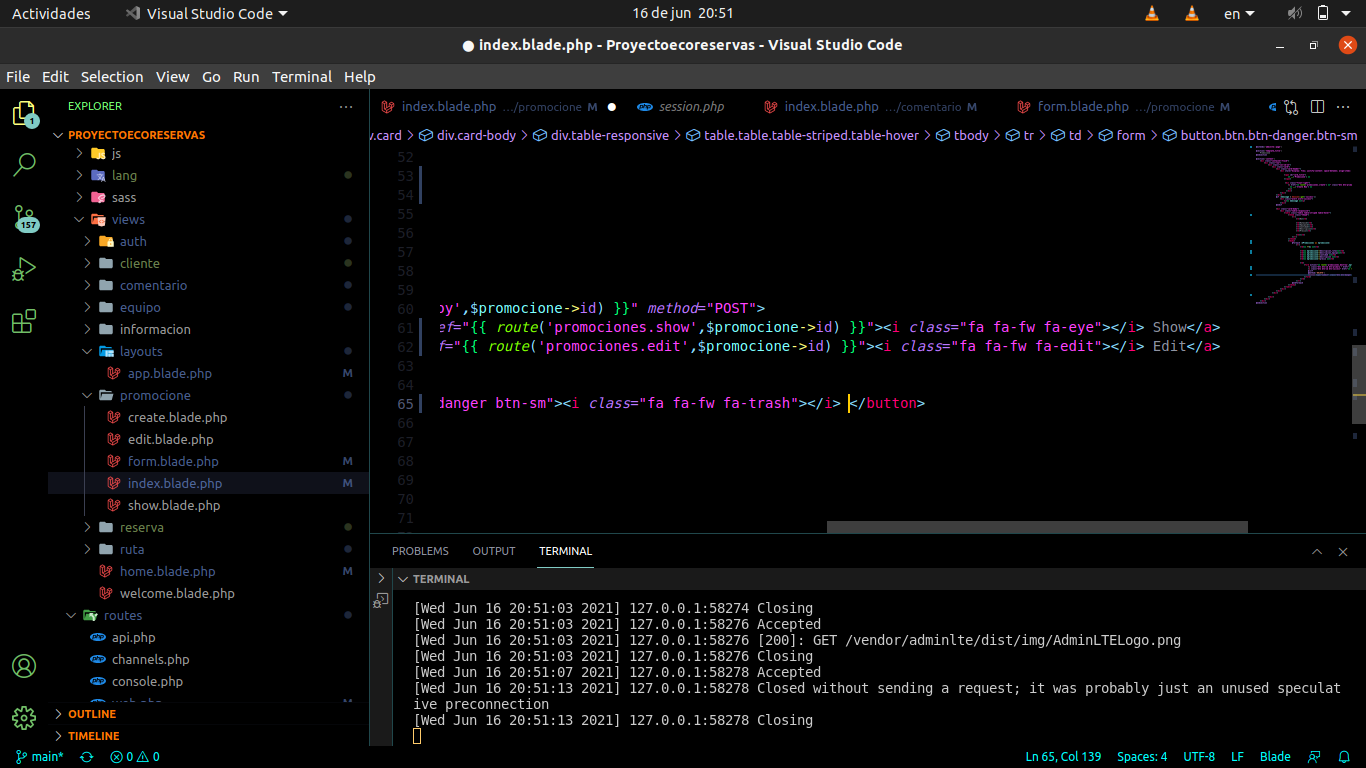 Actividades
Visual Studio Code
16 de jun 20:51
en
● index.blade.php - Proyectoecoreservas - Visual Studio Code
File Edit Selection View Go Run Terminal Help
EXPLORER
PROYECTOECORESERVAS
js
lang
sass
views
auth
cliente
comentario
equipo
informacion
layouts
app.blade.php M
promocione
create.blade.php
edit.blade.php
form.blade.php M
index.blade.php M
show.blade.php
reserva
ruta
home.blade.php M
welcome.blade.php
routes
api.php
channels.php
console.php
OUTLINE
TIMELINE
1
157
index.blade.php .../promocione M
session.php
index.blade.php .../comentario M
form.blade.php .../promocione M
v.card > div.card-body > div.table-responsive > table.table.table-striped.table-hover > tbody > tr > td > form > button.btn.btn-danger.btn-sm
52
53
54
55
56
57
58
59
60 oy',$promocione->id) }}" method="POST">
61 ef="{{ route('promociones.show',$promocione->id) }}"><i class="fa fa-fw fa-eye"></i> Show</a>
62 f="{{ route('promociones.edit',$promocione->id) }}"><i class="fa fa-fw fa-edit"></i> Edit</a>
63
64
65 danger btn-sm"><i class="fa fa-fw fa-trash"></i> </button>
66
67
68
69
70
71
PROBLEMS OUTPUT TERMINAL
TERMINAL
[Wed Jun 16 20:51:03 2021] 127.0.0.1:58274 Closing
[Wed Jun 16 20:51:03 2021] 127.0.0.1:58276 Accepted
[Wed Jun 16 20:51:03 2021] 127.0.0.1:58276 [200]: GET /vendor/adminlte/dist/img/AdminLTELogo.png
[Wed Jun 16 20:51:03 2021] 127.0.0.1:58276 Closing
[Wed Jun 16 20:51:07 2021] 127.0.0.1:58278 Accepted
[Wed Jun 16 20:51:13 2021] 127.0.0.1:58278 Closed without sending a request; it was probably just an unused speculat
ive preconnection
[Wed Jun 16 20:51:13 2021] 127.0.0.1:58278 Closing
main* 0 0
Ln 65, Col 139 Spaces: 4 UTF-8 LF Blade